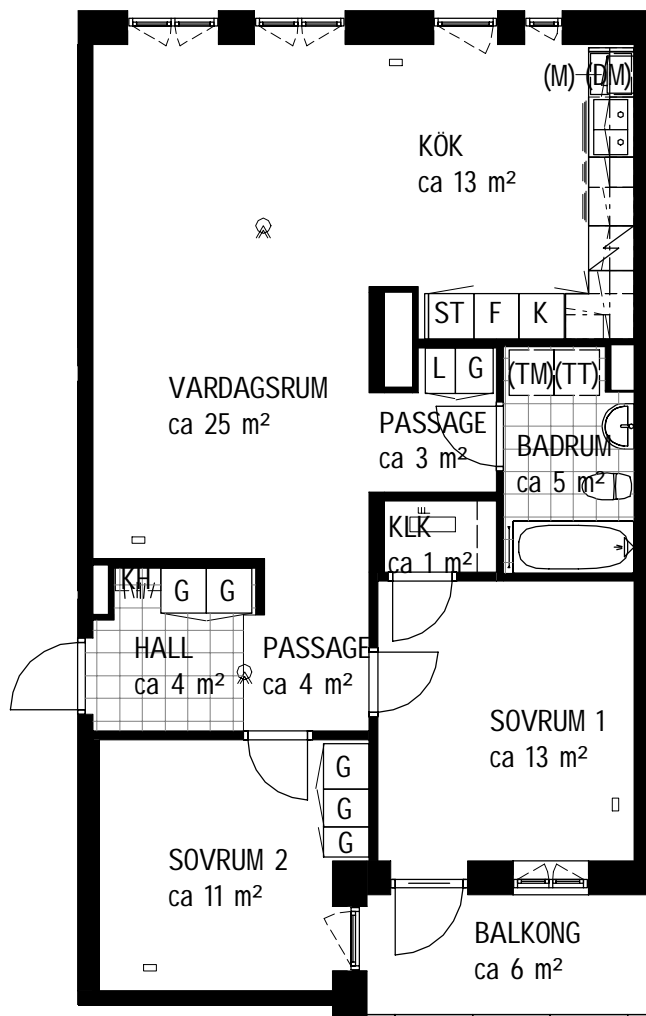 (M) (DM)
KÖK
ca 13 m²
ST F K
L G
(TM) (TT)
VARDAGSRUM
ca 25 m²
PASSAGE
ca 3 m²
BADRUM
ca 5 m²
KLK
ca 1 m²
KH G G
HALL
ca 4 m²
PASSAGE
ca 4 m²
SOVRUM 1
ca 13 m²
G
G
G
SOVRUM 2
ca 11 m²
BALKONG
ca 6 m²